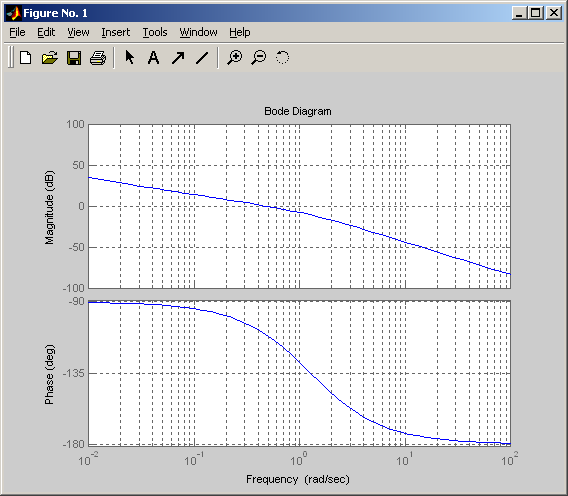 Figure No. 1
File Edit View Insert Tools Window Help
A
Bode Diagram
Magnitude (dB)
100
50
0
-50
-100
Phase (deg)
-90
-135
-180
10^-2 10^-1 10^0 10^1 10^2
Frequency (rad/sec)